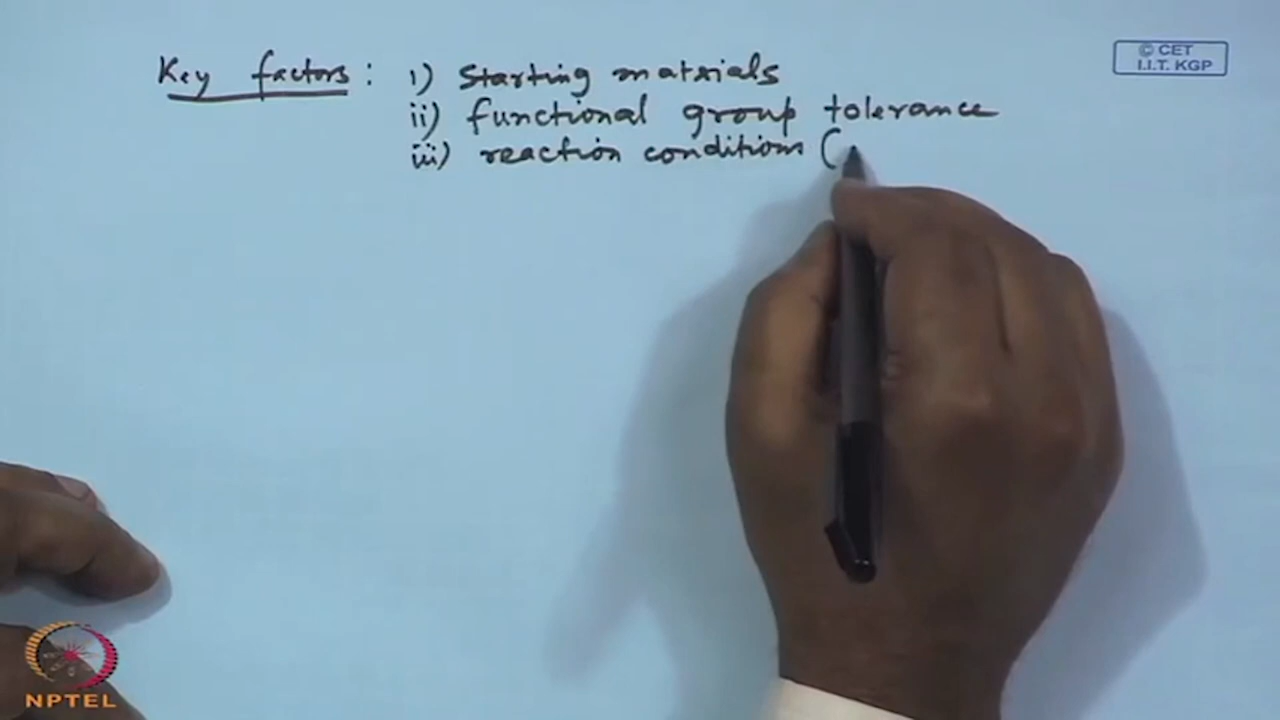 Key factors : i) Starting materials
ii) functional group tolerance
iii) reaction conditions (
© CET
I.I.T. KGP
NPTEL